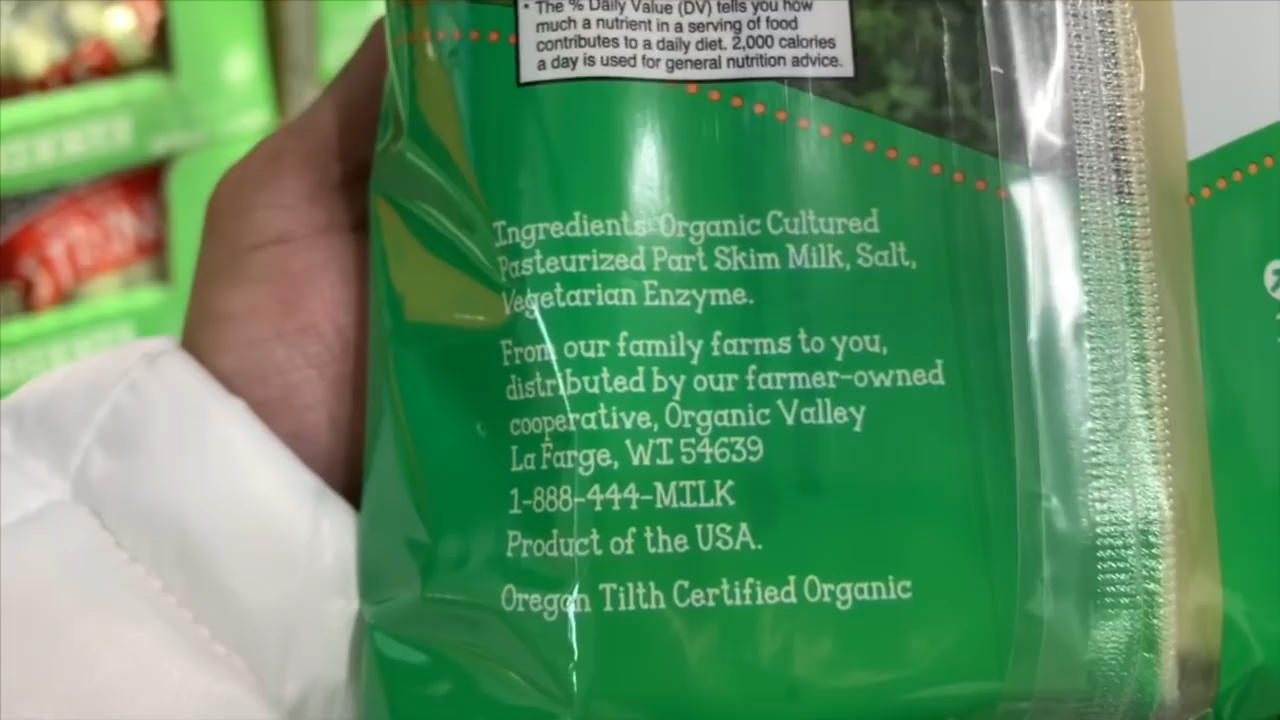 • The % Daily Value (DV) tells you how
much a nutrient in a serving of food
contributes to a daily diet. 2,000 calories
a day is used for general nutrition advice.
Ingredients: Organic Cultured
Pasteurized Part Skim Milk, Salt,
Vegetarian Enzyme.
From our family farms to you,
distributed by our farmer-owned
cooperative, Organic Valley
La Farge, WI 54639
1-888-444-MILK
Product of the USA.
Oregon Tilth Certified Organic